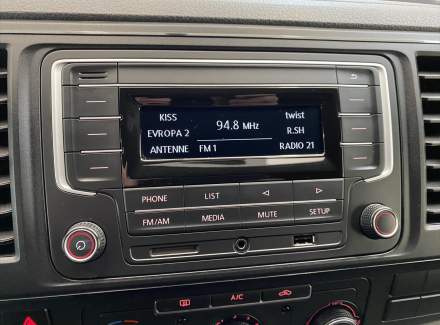 KISS 94.8 MHz twist
EVROPA 2 R.SH
ANTENNE FM 1 RADIO 21
PHONE LIST
FM/AM MEDIA MUTE SETUP
A/C